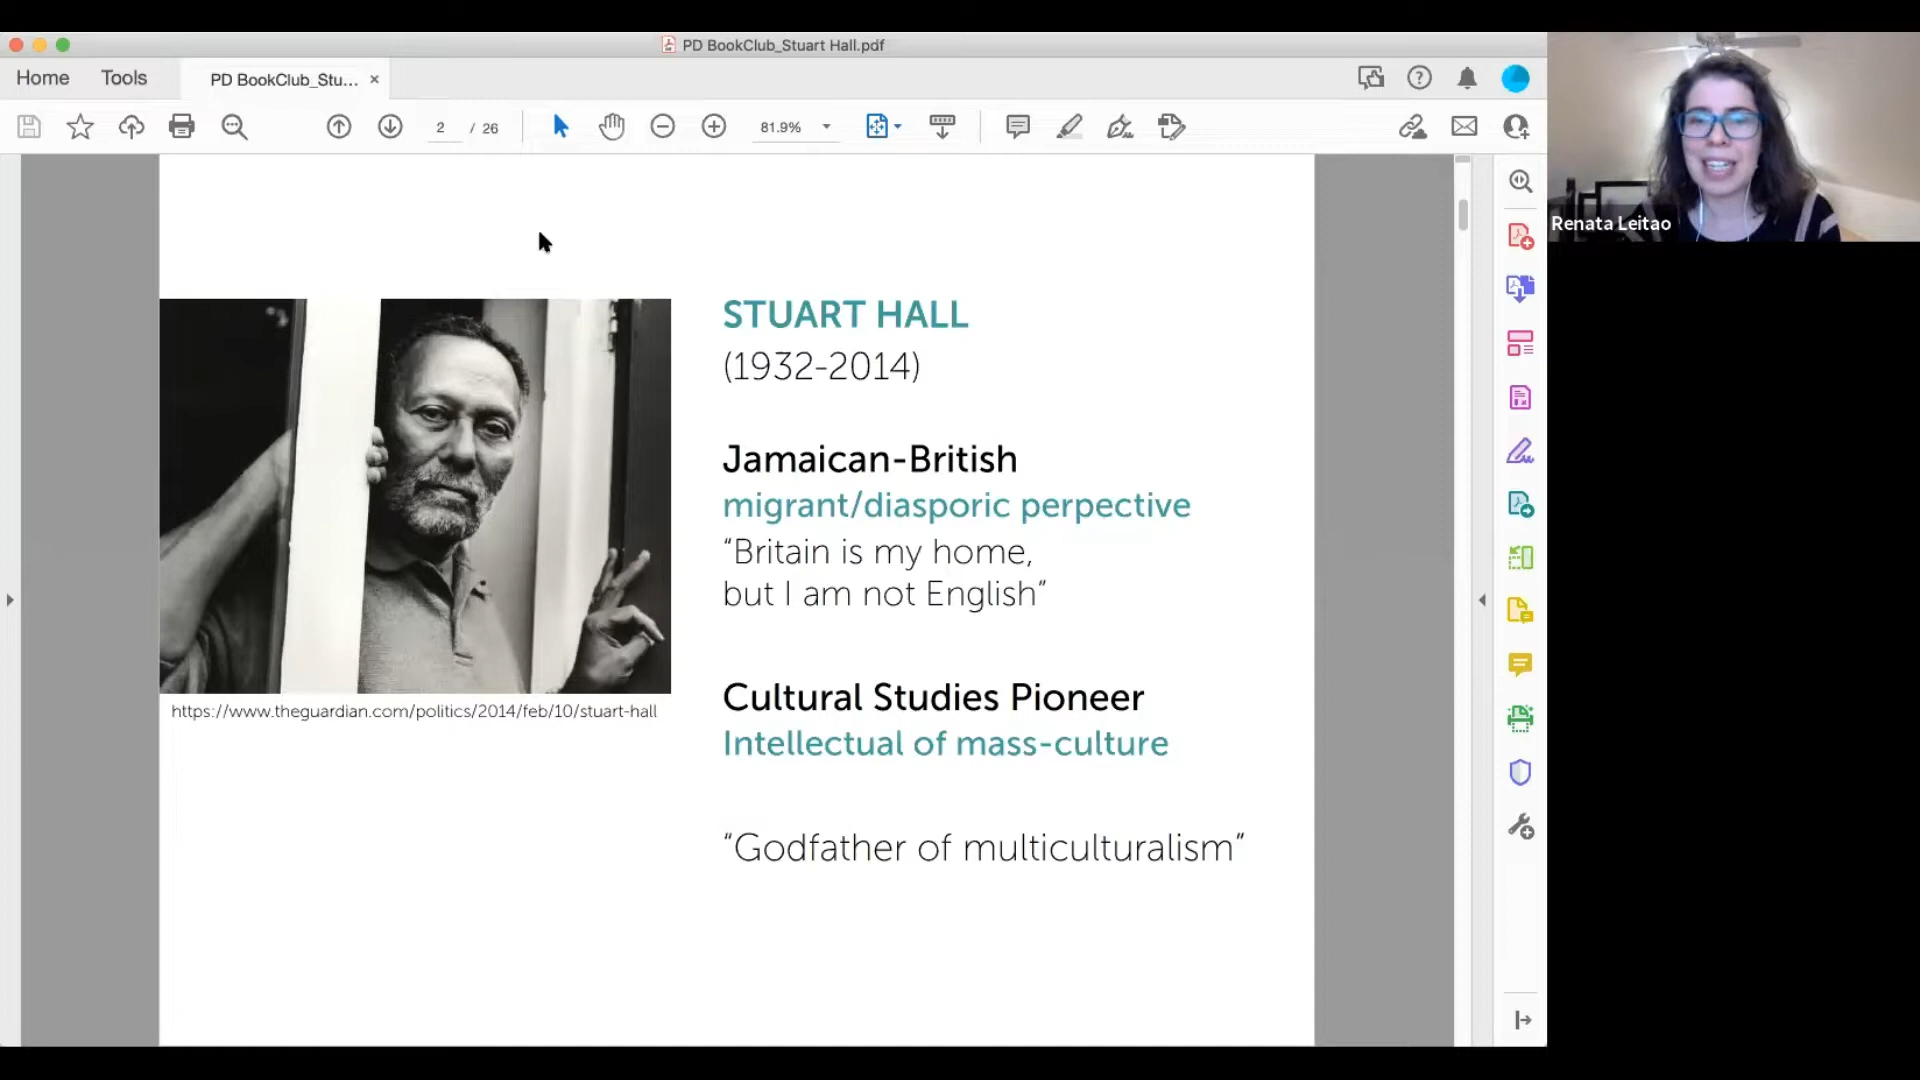 PD BookClub_Stuart Hall.pdf
Home
Tools
PD BookClub_Stu... ×
2 / 26
81.9%
Renata Leitao
STUART HALL
(1932-2014)
Jamaican-British
migrant/diasporic perpective
“Britain is my home,
but I am not English”
https://www.theguardian.com/politics/2014/feb/10/stuart-hall
Cultural Studies Pioneer
Intellectual of mass-culture
“Godfather of multiculturalism”